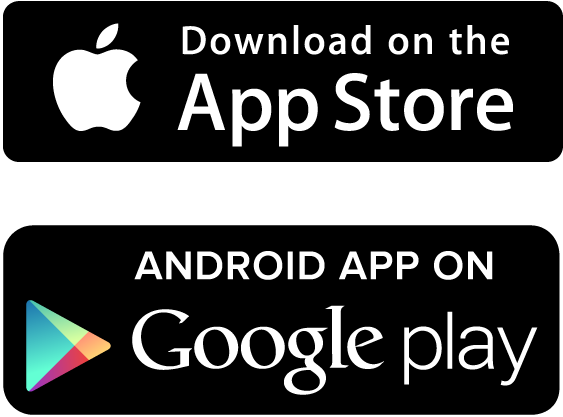 Download on the
App Store
ANDROID APP ON
Google play